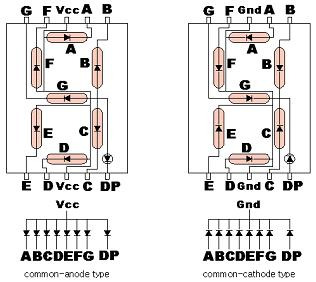 G F Vcc A B
G F Gnd A B
A
F
B
G
E
C
D
A
F
B
G
E
C
D
E D Vcc C DP
E D Gnd C DP
Vcc
Gnd
ABCDEFG DP
ABCDEFG DP
common-anode type
common-cathode type